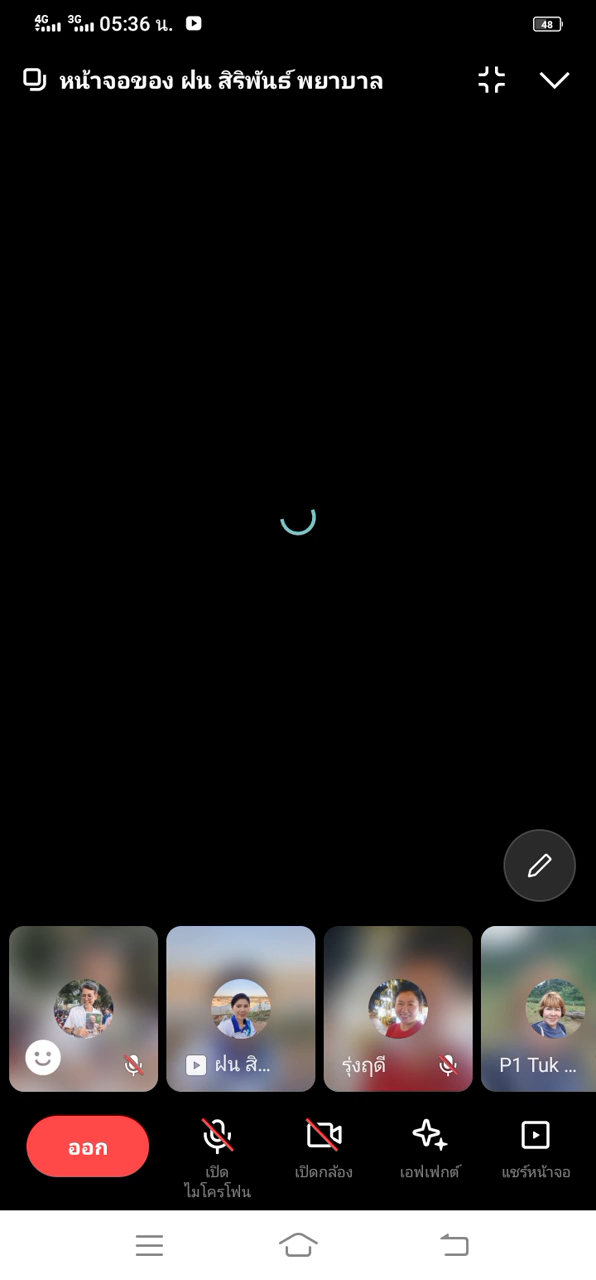 4G 3G 05:36 น. 48
หน้าจอของ ฝน สิริพันธ์ พยาบาล
ฝน สิ...
รุ่งฤดี
P1 Tuk ...
ออก
เปิด
ไมโครโฟน
เปิดกล้อง
เอฟเฟกต์
แชร์หน้าจอ